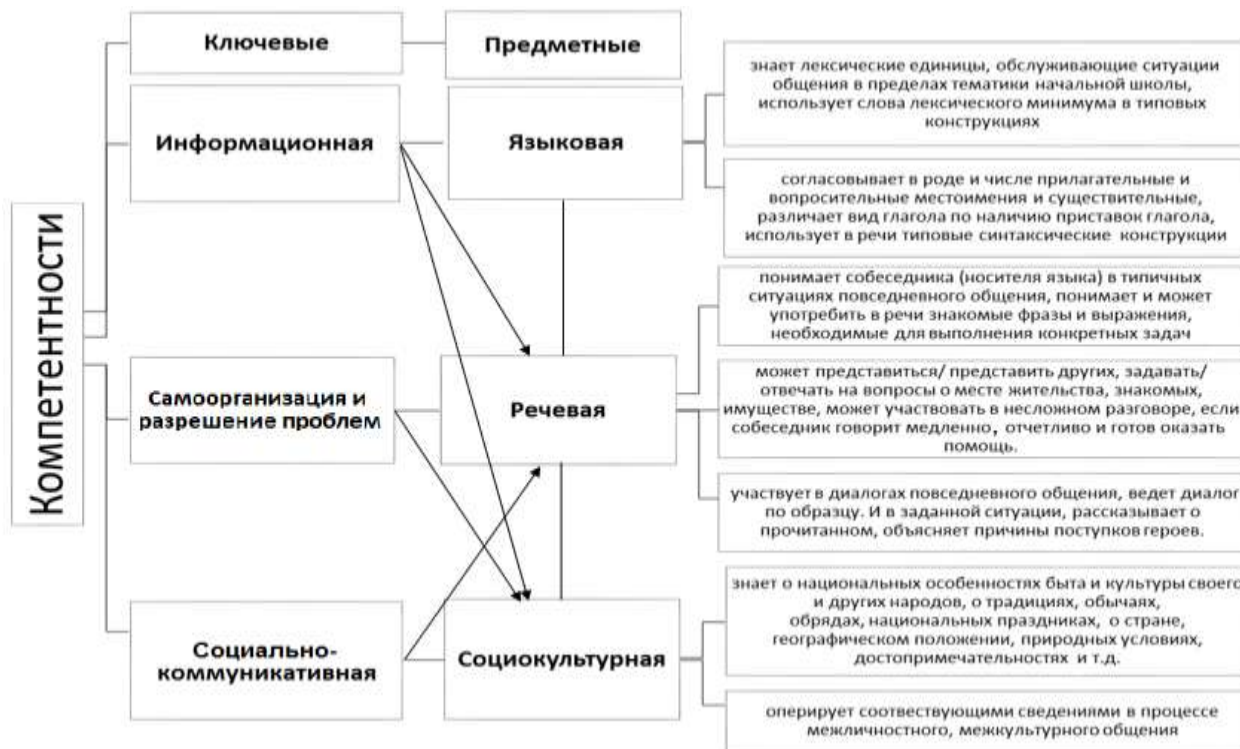 Компетентности
Ключевые
Предметные
Информационная
Языковая
знает лексические единицы, обслуживающие ситуации
общения в пределах тематики начальной школы,
использует слова лексического минимума в типовых
конструкциях
согласовывает в роде и числе прилагательные и
вопросительные местоимения и существительные,
различает вид глагола по наличию приставок глагола,
использует в речи типовые синтаксические конструкции
Самоорганизация и
разрешение проблем
Речевая
понимает собеседника (носителя языка) в типичных
ситуациях повседневного общения, понимает и может
употребить в речи знакомые фразы и выражения,
необходимые для выполнения конкретных задач
может представиться/ представить других, задавать/
отвечать на вопросы о месте жительства, знакомых,
имуществе, может участвовать в несложном разговоре, если
собеседник говорит медленно, отчетливо и готов оказать
помощь.
участвует в диалогах повседневного общения, ведет диалог
по образцу. И в заданной ситуации, рассказывает о
прочитанном, объясняет причины поступков героев.
Социально-
коммуникативная
Социокультурная
знает о национальных особенностях быта и культуры своего
и других народов, о традициях, обычаях,
обрядах, национальных праздниках, о стране,
географическом положении, природных условиях,
достопримечательностях и т.д.
оперирует соотвествующими сведениями в процессе
межличностного, межкультурного общения